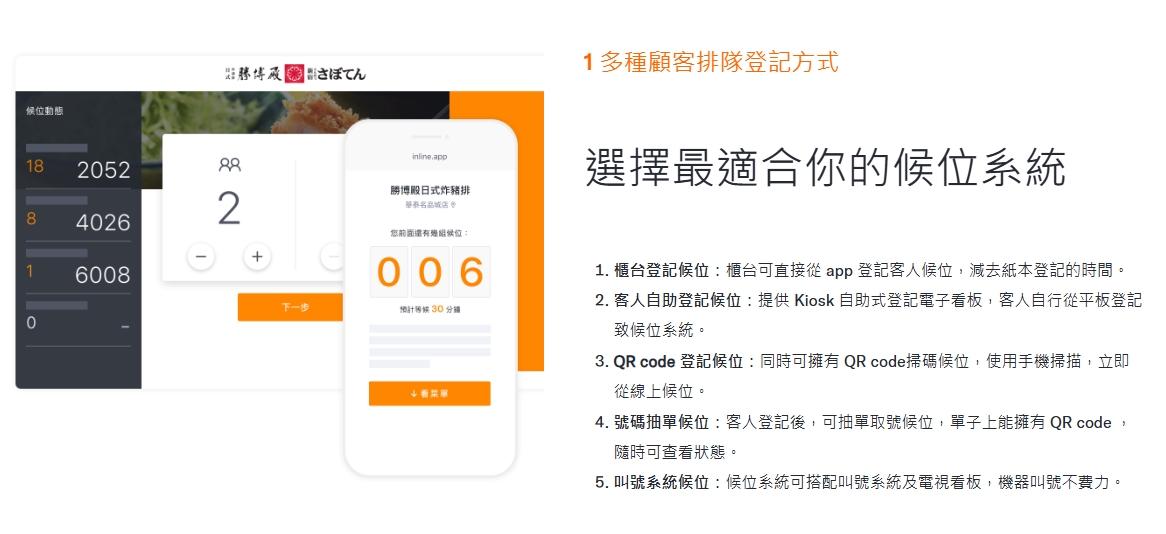 勝博殿
さぼてん
候位動態
18 2052
8 4026
1 6008
0 –
2
− +
−
下一步
inline.app
勝博殿日式炸豬排
華泰名品城店
您前面還有幾組候位：
006
預計等候 30 分鐘
↓ 看菜單
1 多種顧客排隊登記方式
選擇最適合你的候位系統
1. 櫃台登記候位：櫃台可直接從 app 登記客人候位，減去紙本登記的時間。
2. 客人自助登記候位：提供 Kiosk 自助式登記電子看板，客人自行從平板登記
致候位系統。
3. QR code 登記候位：同時可擁有 QR code掃碼候位，使用手機掃描，立即
從線上候位。
4. 號碼抽單候位：客人登記後，可抽單取號候位，單子上能擁有 QR code ，
隨時可查看狀態。
5. 叫號系統候位：候位系統可搭配叫號系統及電視看板，機器叫號不費力。